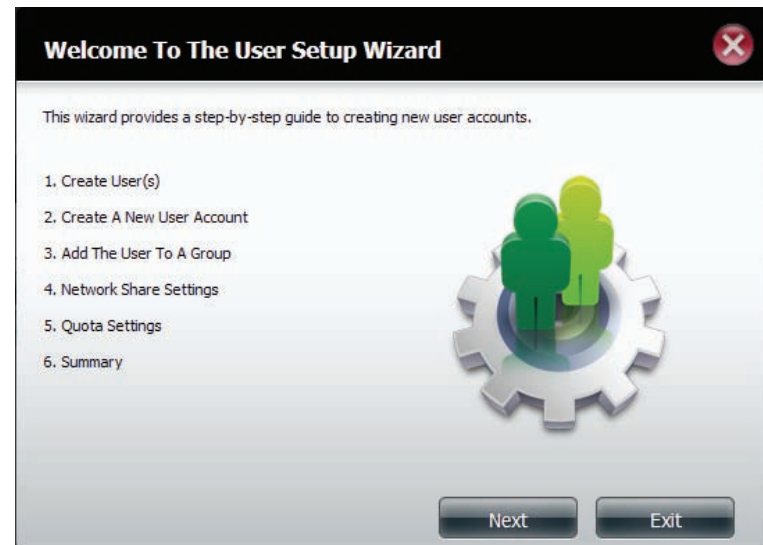 Welcome To The User Setup Wizard
This wizard provides a step-by-step guide to creating new user accounts.
1. Create User(s)
2. Create A New User Account
3. Add The User To A Group
4. Network Share Settings
5. Quota Settings
6. Summary
Next
Exit